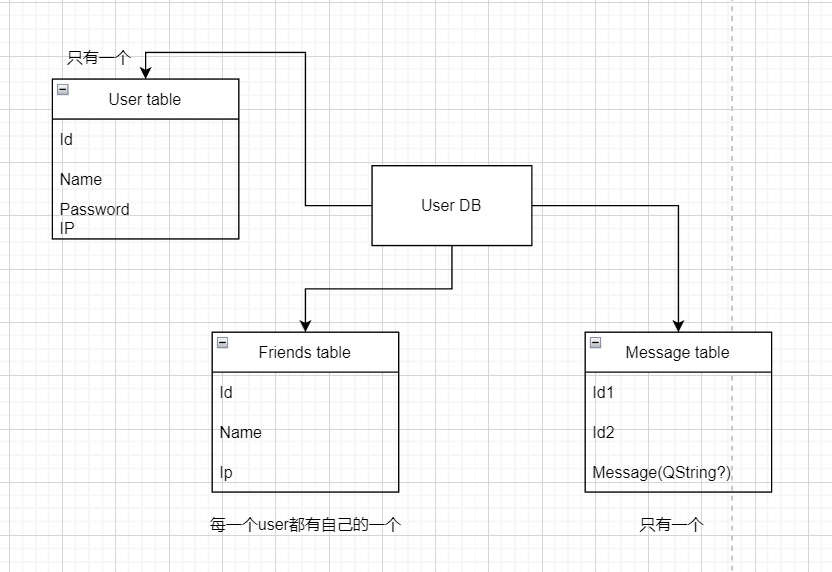 只有一个
User table
Id
Name
Password
IP
User DB
Friends table
Id
Name
Ip
每一个user都有自己的一个
Message table
Id1
Id2
Message(QString?)
只有一个